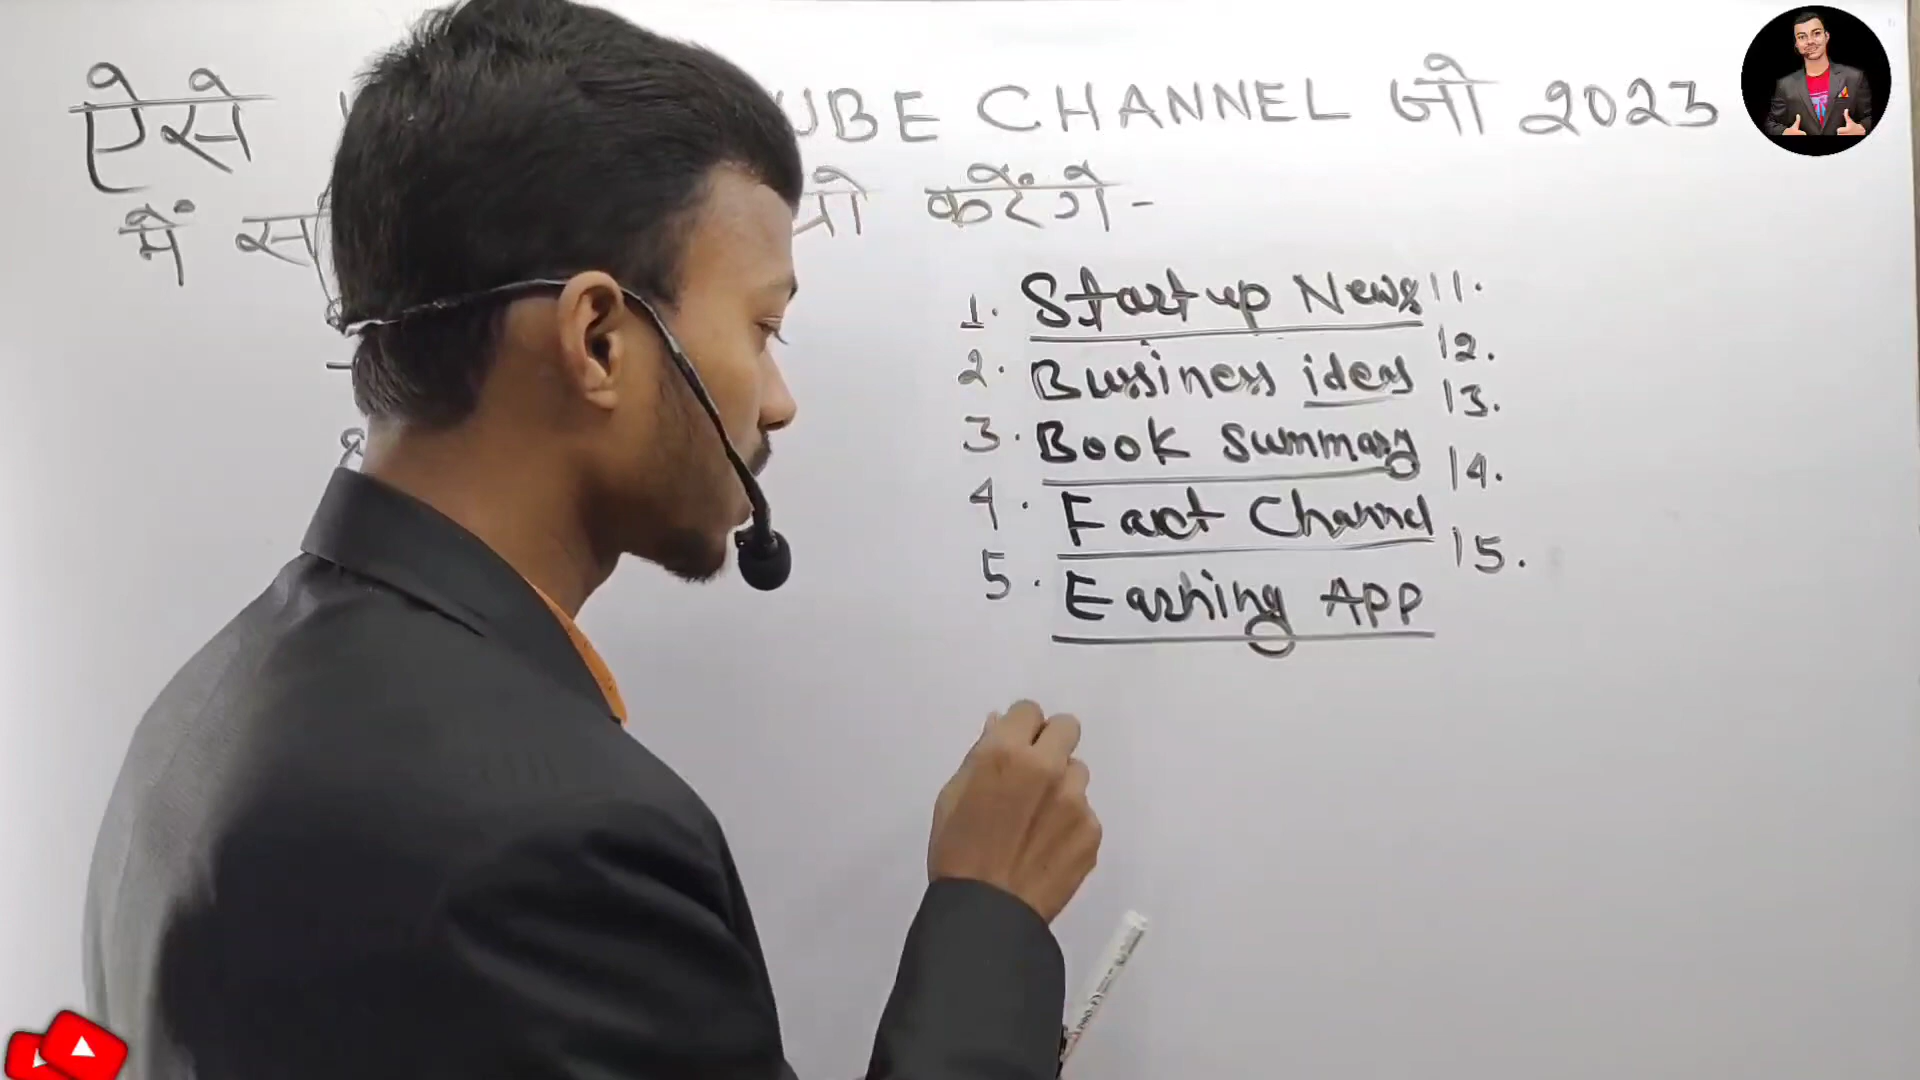 ऐसे UBE CHANNEL जो 2023
में करेंगे-
1. Startup News 11.
2. Bussiness ideas 12.
3. Book Summary 13.
4. Fact Channel 14.
5. Earning App 15.